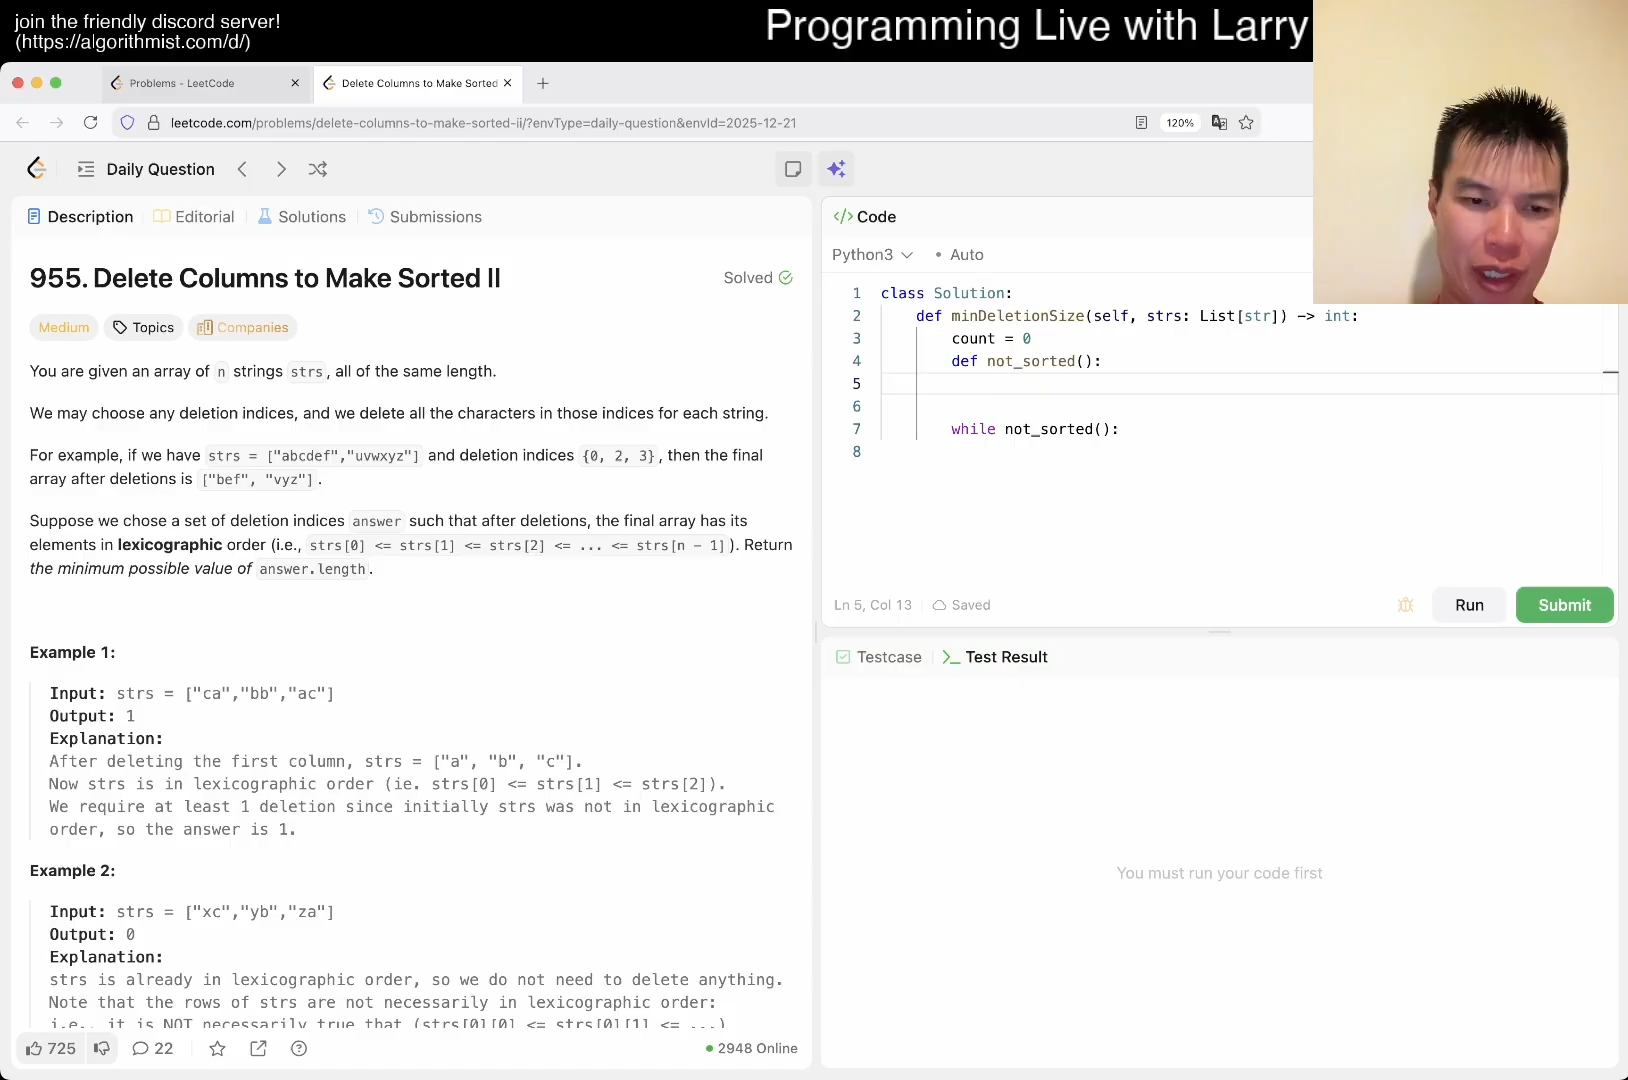 join the friendly discord server!
(https://algorithmist.com/d/)
Programming Live with Larry
Problems - LeetCode
Delete Columns to Make Sorted
leetcode.com/problems/delete-columns-to-make-sorted-ii/?envType=daily-question&envId=2025-12-21
120%
Daily Question
Description
Editorial
Solutions
Submissions
955. Delete Columns to Make Sorted II
Solved
Medium
Topics
Companies
You are given an array of n strings strs, all of the same length.
We may choose any deletion indices, and we delete all the characters in those indices for each string.
For example, if we have strs = ["abcdef","uvwxyz"] and deletion indices {0, 2, 3}, then the final
array after deletions is ["bef", "vyz"].
Suppose we chose a set of deletion indices answer such that after deletions, the final array has its
elements in lexicographic order (i.e., strs[0] <= strs[1] <= strs[2] <= ... <= strs[n - 1]). Return
the minimum possible value of answer.length.
Example 1:
Input: strs = ["ca","bb","ac"]
Output: 1
Explanation:
After deleting the first column, strs = ["a", "b", "c"].
Now strs is in lexicographic order (ie. strs[0] <= strs[1] <= strs[2]).
We require at least 1 deletion since initially strs was not in lexicographic
order, so the answer is 1.
Example 2:
Input: strs = ["xc","yb","za"]
Output: 0
Explanation:
strs is already in lexicographic order, so we do not need to delete anything.
Note that the rows of strs are not necessarily in lexicographic order:
i.e., it is NOT necessarily true that (strs[0][0] <= strs[0][1] <= ...)
725
22
2948 Online
</> Code
Python3
Auto
1 class Solution:
2 def minDeletionSize(self, strs: List[str]) -> int:
3 count = 0
4 def not_sorted():
5
6
7 while not_sorted():
8
Ln 5, Col 13
Saved
Run
Submit
Testcase
Test Result
You must run your code first